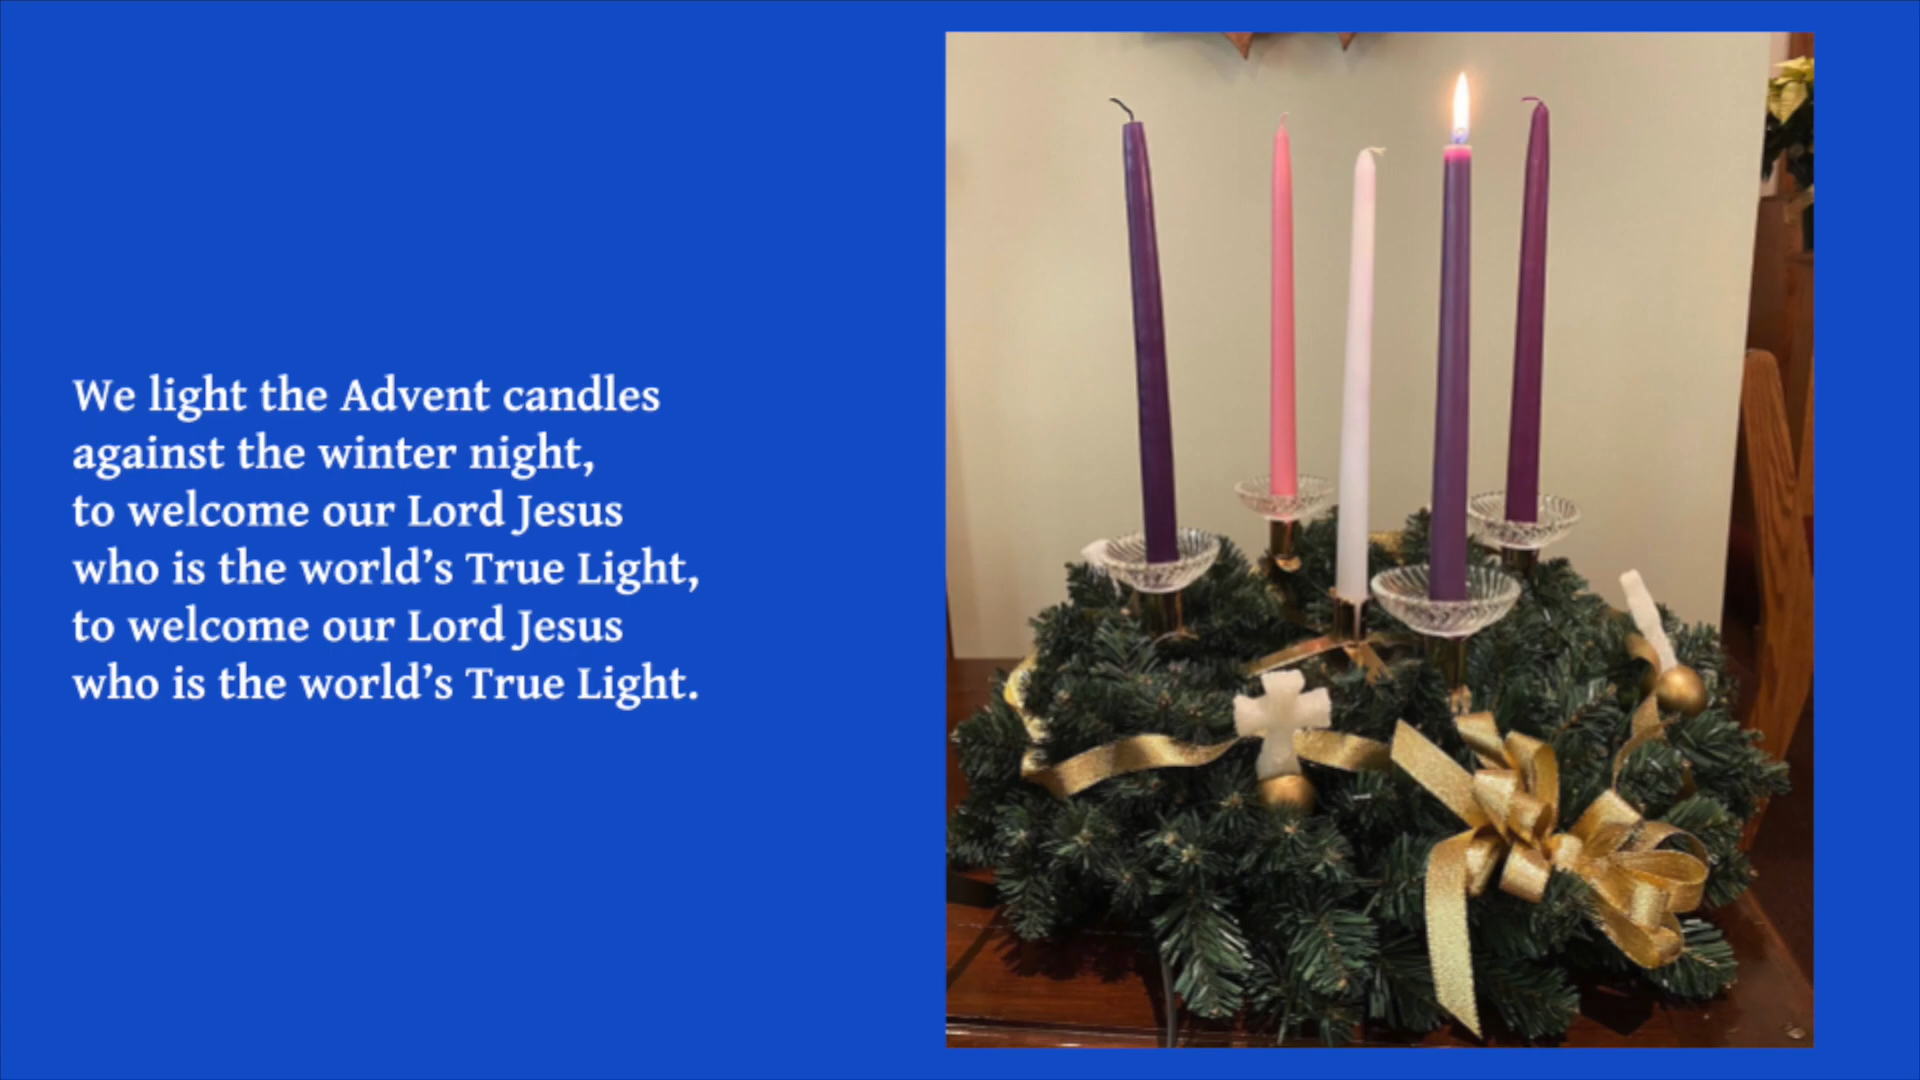 We light the Advent candles
against the winter night,
to welcome our Lord Jesus
who is the world’s True Light,
to welcome our Lord Jesus
who is the world’s True Light.